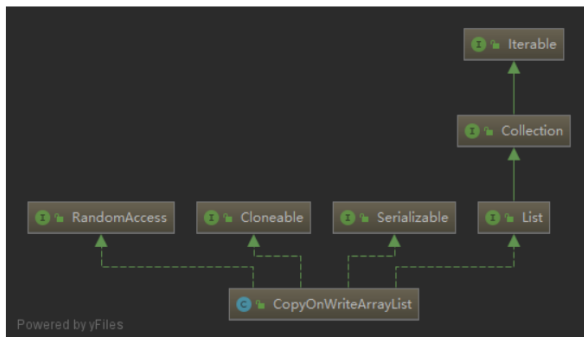 Iterable
Collection
RandomAccess
Cloneable
Serializable
List
CopyOnWriteArrayList
Powered by yFiles